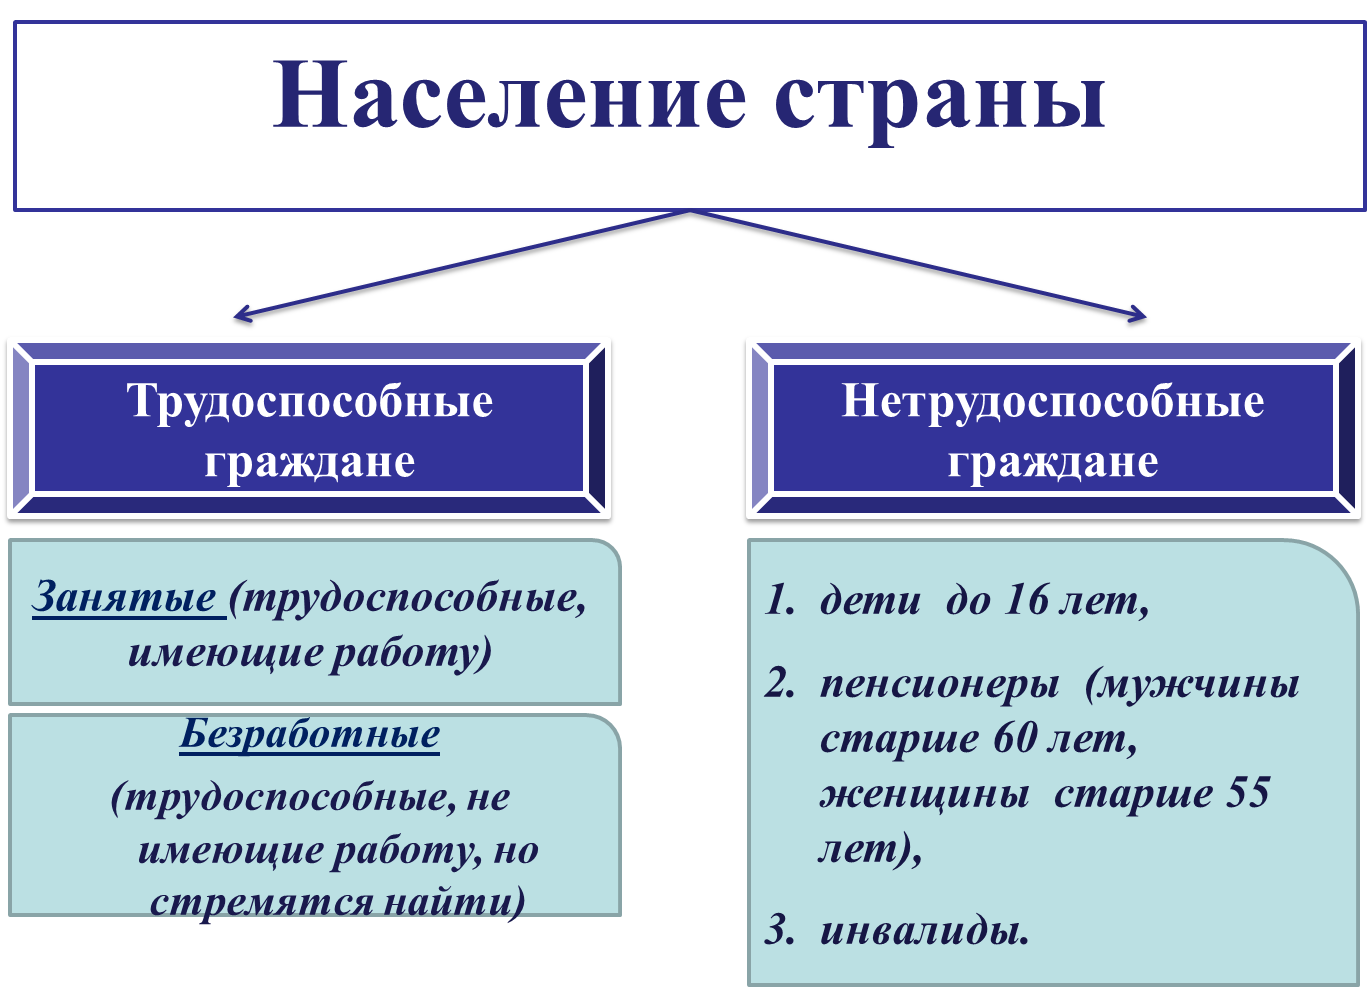 Население страны
Трудоспособные
граждане
Занятые (трудоспособные,
имеющие работу)
Безработные
(трудоспособные, не
имеющие работу, но
стремятся найти)
Нетрудоспособные
граждане
1. дети до 16 лет,
2. пенсионеры (мужчины
старше 60 лет,
женщины старше 55
лет),
3. инвалиды.